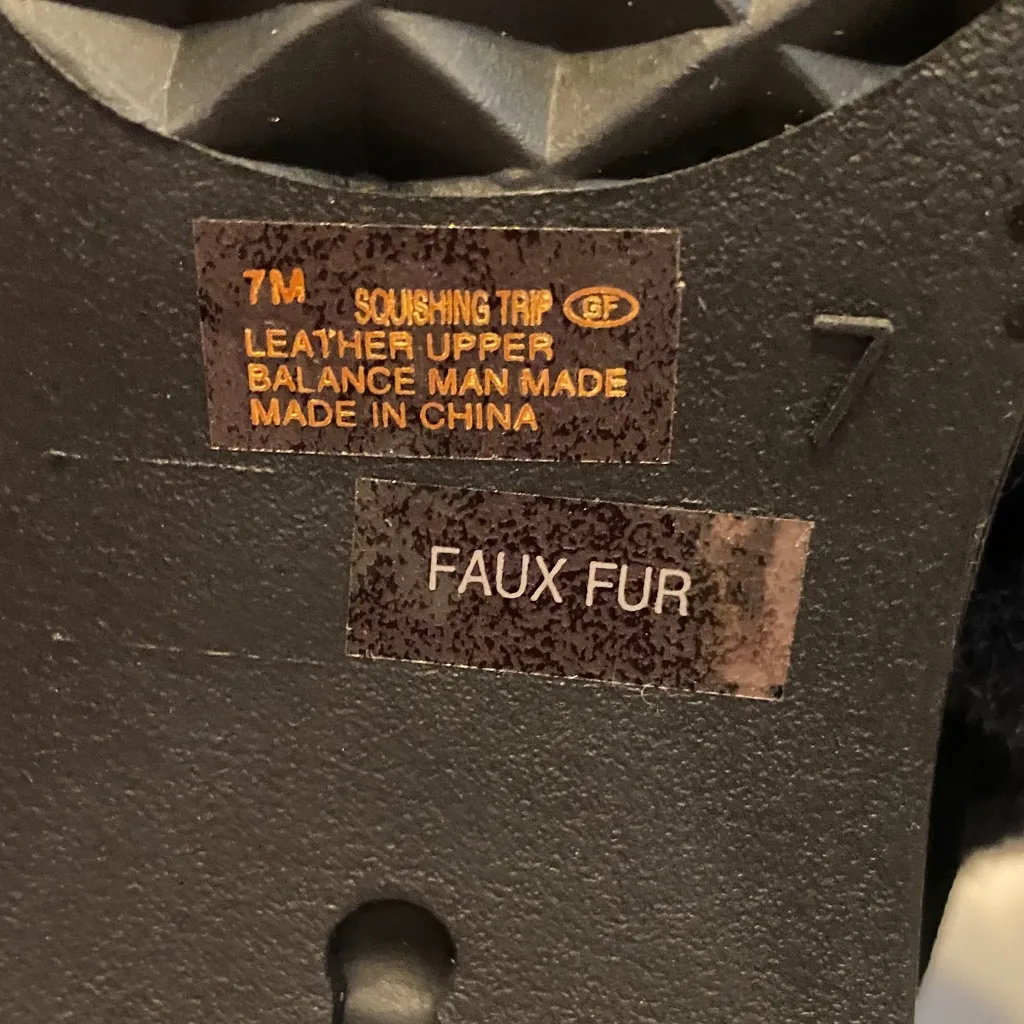 7M SQUISHING TRIP GF
LEATHER UPPER
BALANCE MAN MADE
MADE IN CHINA
7
FAUX FUR